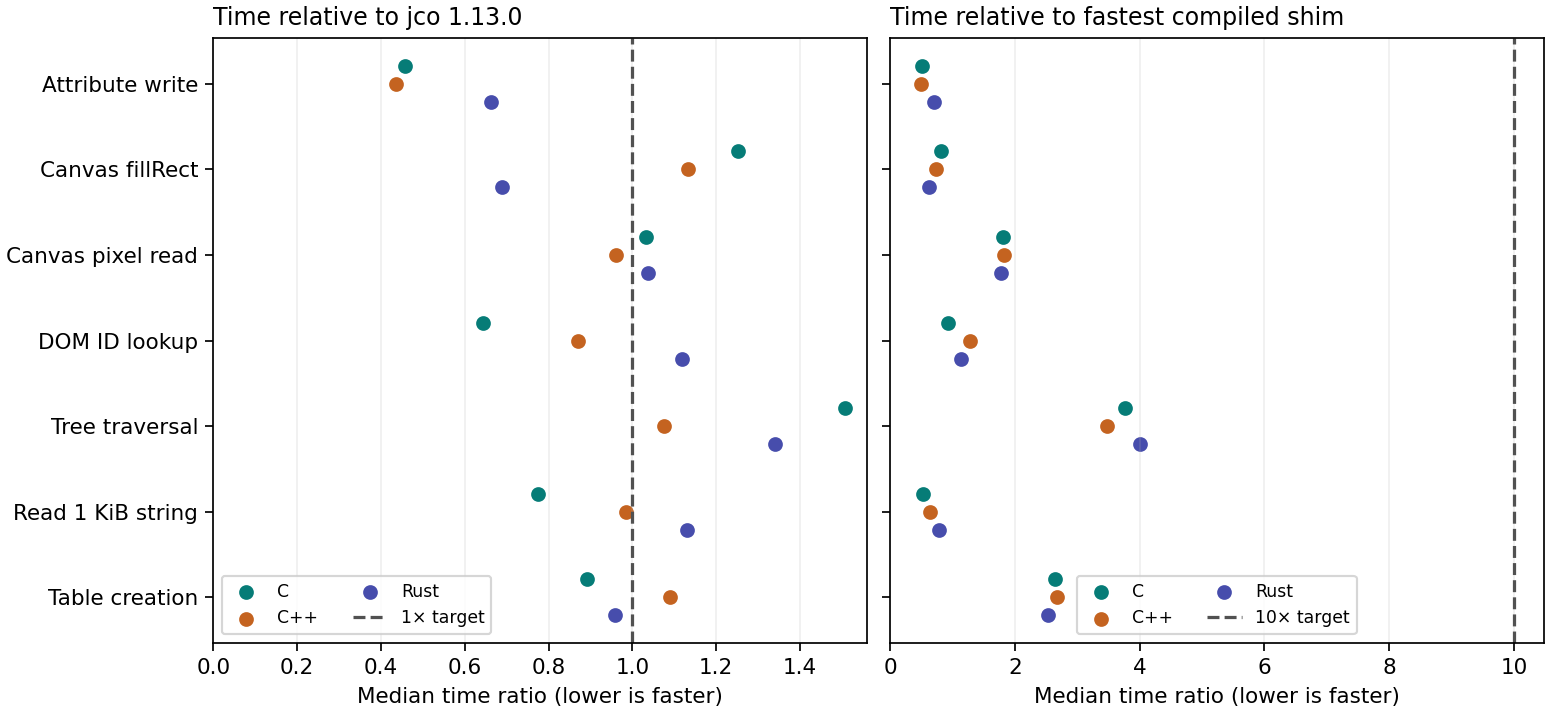 Time relative to jco 1.13.0
Time relative to fastest compiled shim
Attribute write
Canvas fillRect
Canvas pixel read
DOM ID lookup
Tree traversal
Read 1 KiB string
Table creation
C Rust
C++ 1× target
C Rust
C++ 10× target
0.0 0.2 0.4 0.6 0.8 1.0 1.2 1.4
0 2 4 6 8 10
Median time ratio (lower is faster)
Median time ratio (lower is faster)